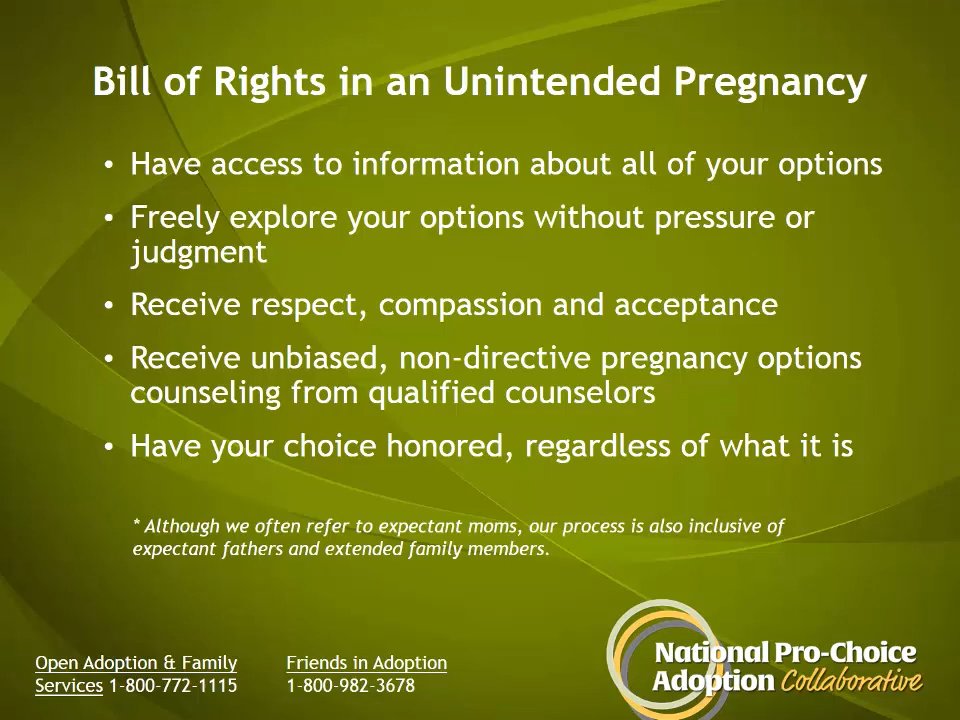 Bill of Rights in an Unintended Pregnancy
• Have access to information about all of your options
• Freely explore your options without pressure or
judgment
• Receive respect, compassion and acceptance
• Receive unbiased, non-directive pregnancy options
counseling from qualified counselors
• Have your choice honored, regardless of what it is
* Although we often refer to expectant moms, our process is also inclusive of
expectant fathers and extended family members.
Open Adoption & Family
Services 1-800-772-1115
Friends in Adoption
1-800-982-3678
National Pro-Choice
Adoption Collaborative